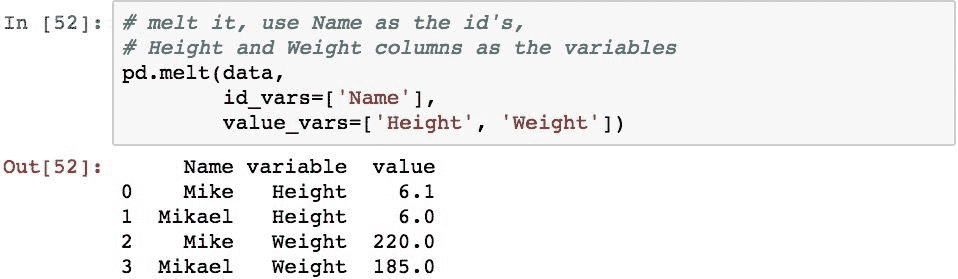 In [52]: # melt it, use Name as the id's,
# Height and Weight columns as the variables
pd.melt(data,
        id_vars=['Name'],
        value_vars=['Height', 'Weight'])
Out[52]:      Name variable  value
0    Mike   Height    6.1
1  Mikael   Height    6.0
2    Mike   Weight  220.0
3  Mikael   Weight  185.0